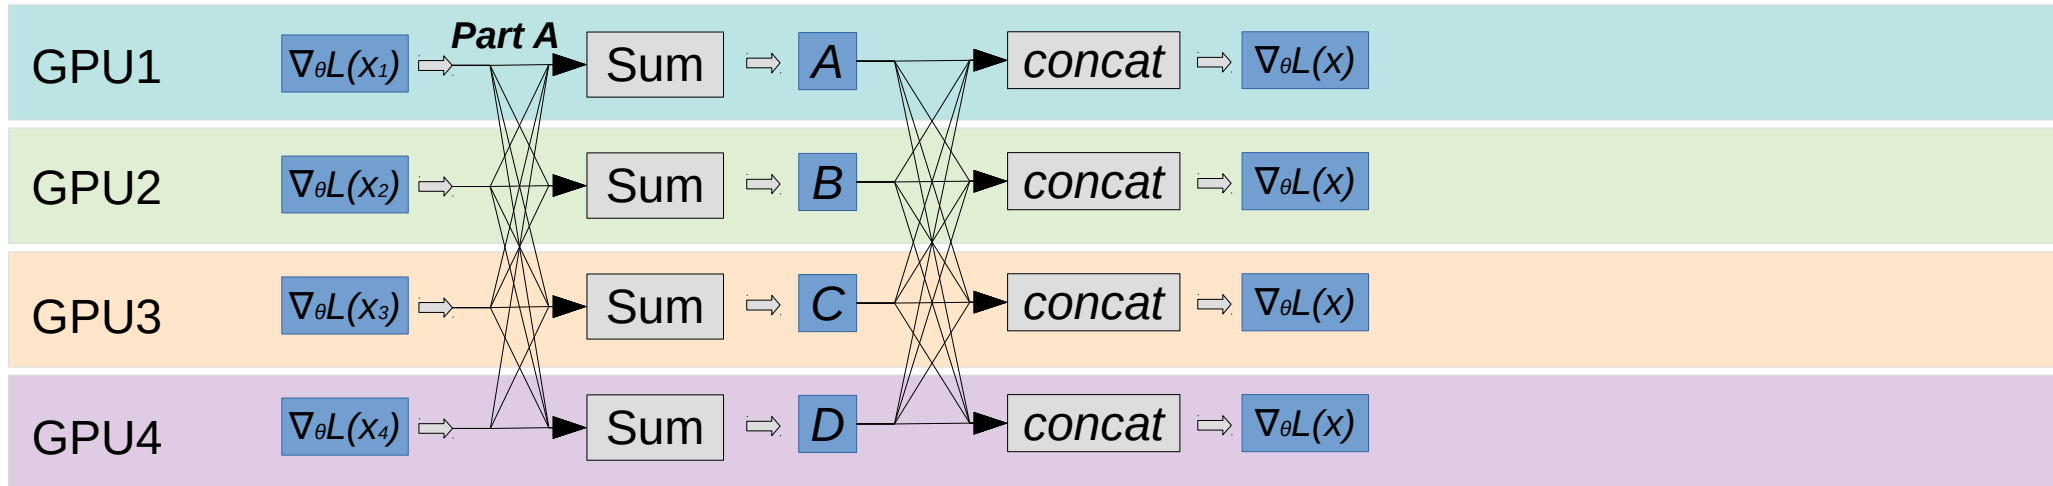 Part A
GPU1 ∇θL(x1) Sum A concat ∇θL(x)
GPU2 ∇θL(x2) Sum B concat ∇θL(x)
GPU3 ∇θL(x3) Sum C concat ∇θL(x)
GPU4 ∇θL(x4) Sum D concat ∇θL(x)